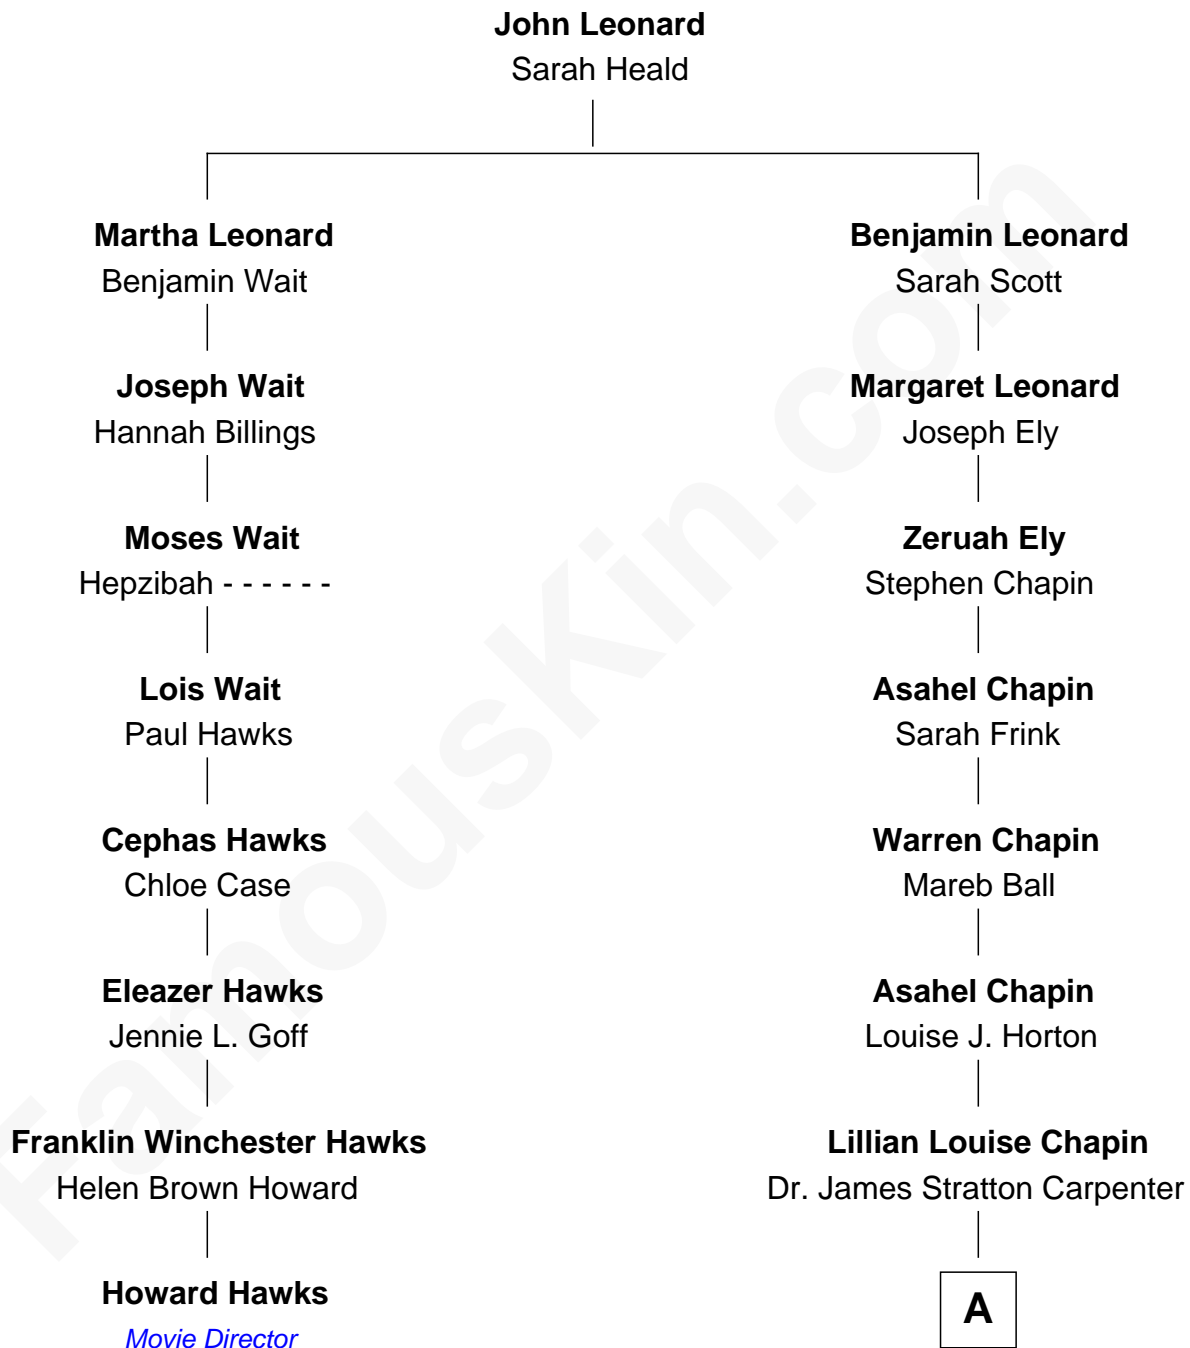 John Leonard
Sarah Heald
Martha Leonard
Benjamin Wait
Joseph Wait
Hannah Billings
Moses Wait
Hepzibah - - - - - -
Lois Wait
Paul Hawks
Cephas Hawks
Chloe Case
Eleazer Hawks
Jennie L. Goff
Franklin Winchester Hawks
Helen Brown Howard
Howard Hawks
Movie Director
Benjamin Leonard
Sarah Scott
Margaret Leonard
Joseph Ely
Zeruah Ely
Stephen Chapin
Asahel Chapin
Sarah Frink
Warren Chapin
Mareb Ball
Asahel Chapin
Louise J. Horton
Lillian Louise Chapin
Dr. James Stratton Carpenter
A
FamousKin.com